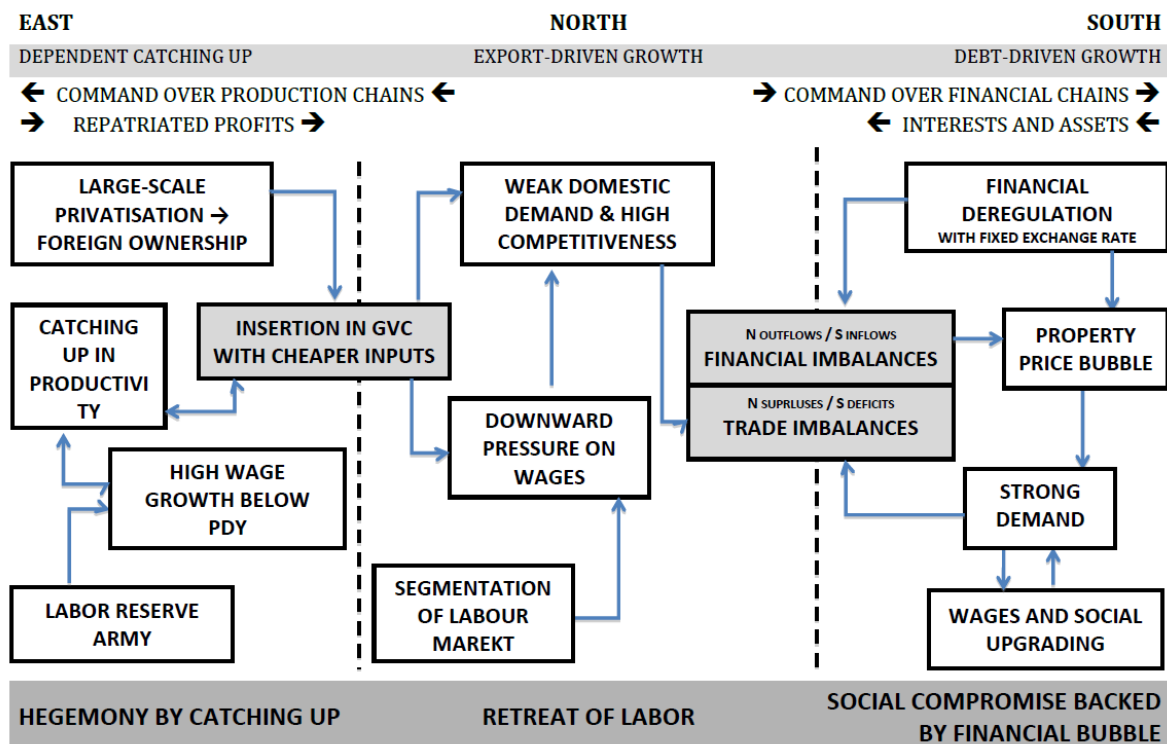 EAST
NORTH
SOUTH
DEPENDENT CATCHING UP
EXPORT-DRIVEN GROWTH
DEBT-DRIVEN GROWTH
← COMMAND OVER PRODUCTION CHAINS ←
→ COMMAND OVER FINANCIAL CHAINS →
→ REPATRIATED PROFITS →
← INTERESTS AND ASSETS ←
LARGE-SCALE
PRIVATISATION →
FOREIGN OWNERSHIP
WEAK DOMESTIC
DEMAND & HIGH
COMPETITIVENESS
FINANCIAL
DEREGULATION
WITH FIXED EXCHANGE RATE
CATCHING
UP IN
PRODUCTIVI
TY
INSERTION IN GVC
WITH CHEAPER INPUTS
N OUTFLOWS / S INFLOWS
FINANCIAL IMBALANCES
N SUPRLUSES / S DEFICITS
TRADE IMBALANCES
PROPERTY
PRICE BUBBLE
DOWNWARD
PRESSURE ON
WAGES
HIGH WAGE
GROWTH BELOW
PDY
STRONG
DEMAND
LABOR RESERVE
ARMY
SEGMENTATION
OF LABOUR
MAREKT
WAGES AND SOCIAL
UPGRADING
HEGEMONY BY CATCHING UP
RETREAT OF LABOR
SOCIAL COMPROMISE BACKED
BY FINANCIAL BUBBLE